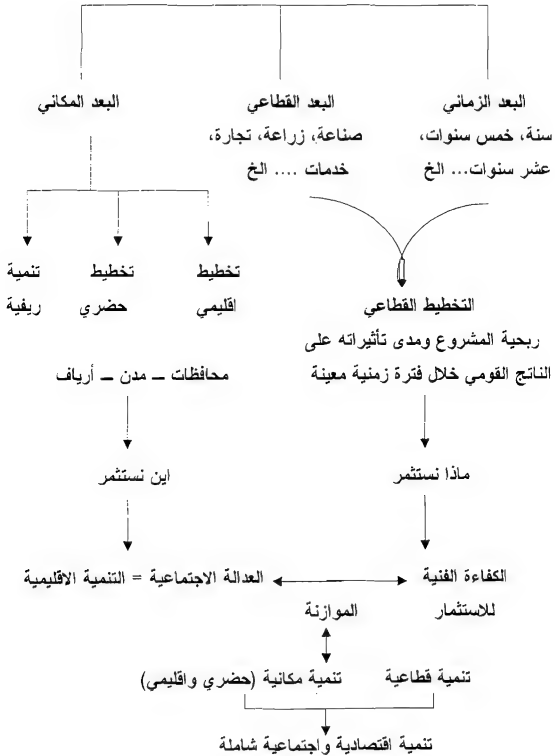 البعد الزماني
سنة، خمس سنوات،
عشر سنوات... الخ
البعد القطاعي
صناعة، زراعة، تجارة،
خدمات .... الخ
البعد المكاني
تخطيط
اقليمي
تخطيط
حضري
تنمية
ريفية
التخطيط القطاعي
ربحية المشروع ومدى تأثيراته على
الناتج القومي خلال فترة زمنية معينة
محافظات – مدن – أرياف
ماذا نستثمر
اين نستثمر
الكفاءة الفنية
للاستثمار
العدالة الاجتماعية = التنمية الاقليمية
الموازنة
تنمية قطاعية
تنمية مكانية (حضري واقليمي)
تنمية اقتصادية واجتماعية شاملة